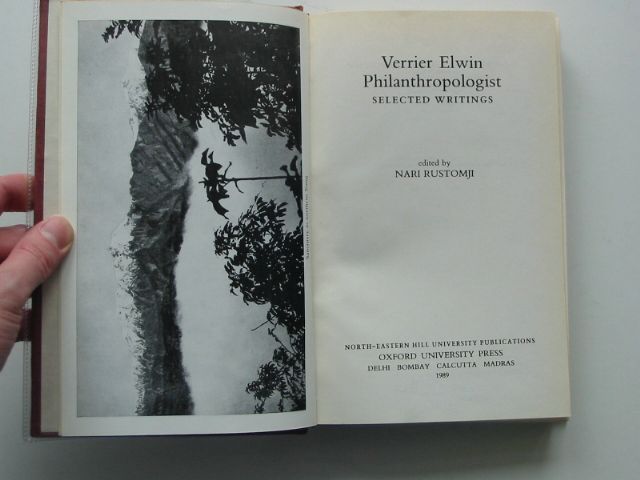 Verrier Elwin
Philanthropologist
SELECTED WRITINGS
edited by
NARI RUSTOMJI
NORTH-EASTERN HILL UNIVERSITY PUBLICATIONS
OXFORD UNIVERSITY PRESS
DELHI BOMBAY CALCUTTA MADRAS
1989